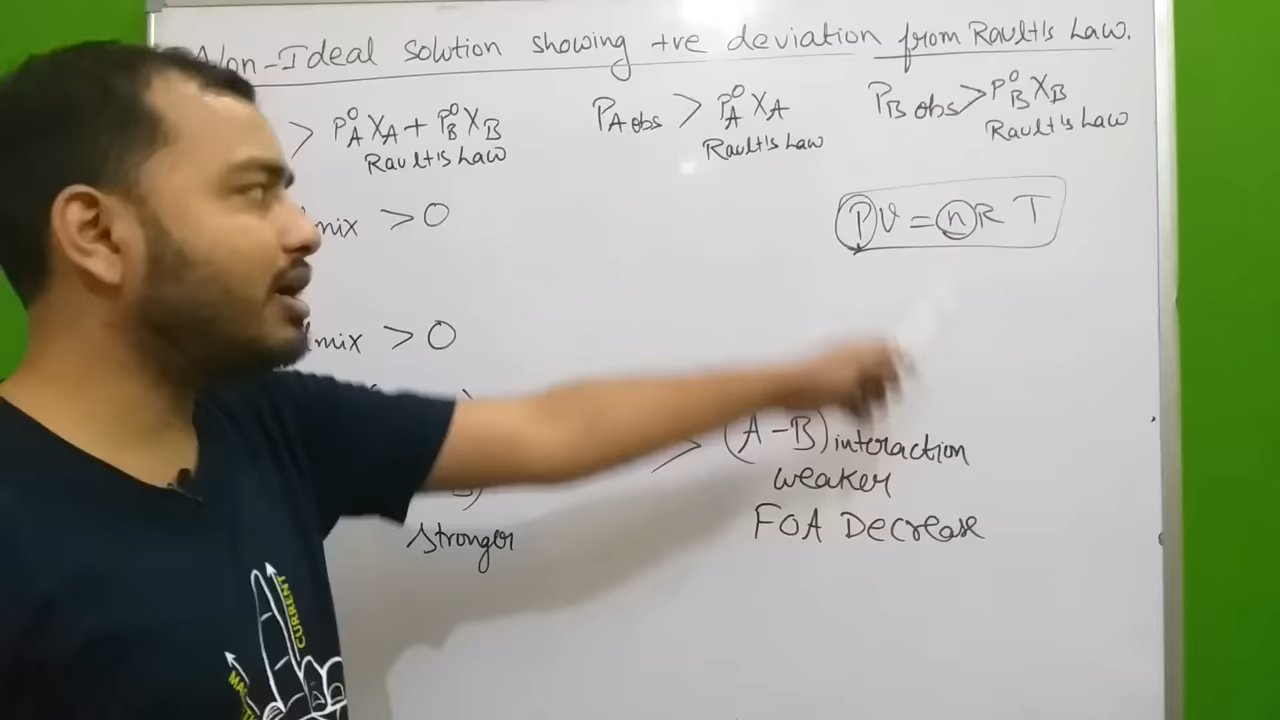 Non-Ideal solution showing +ve deviation from Rault's Law.
> P°A XA + P°B XB
Rault's Law
PA obs > P°A XA
Rault's Law
PB obs > P°B XB
Rault's Law
mix > 0
PV = nRT
mix > 0
> (A-B) interaction
weaker
FOA Decrease
stronger
CURRENT